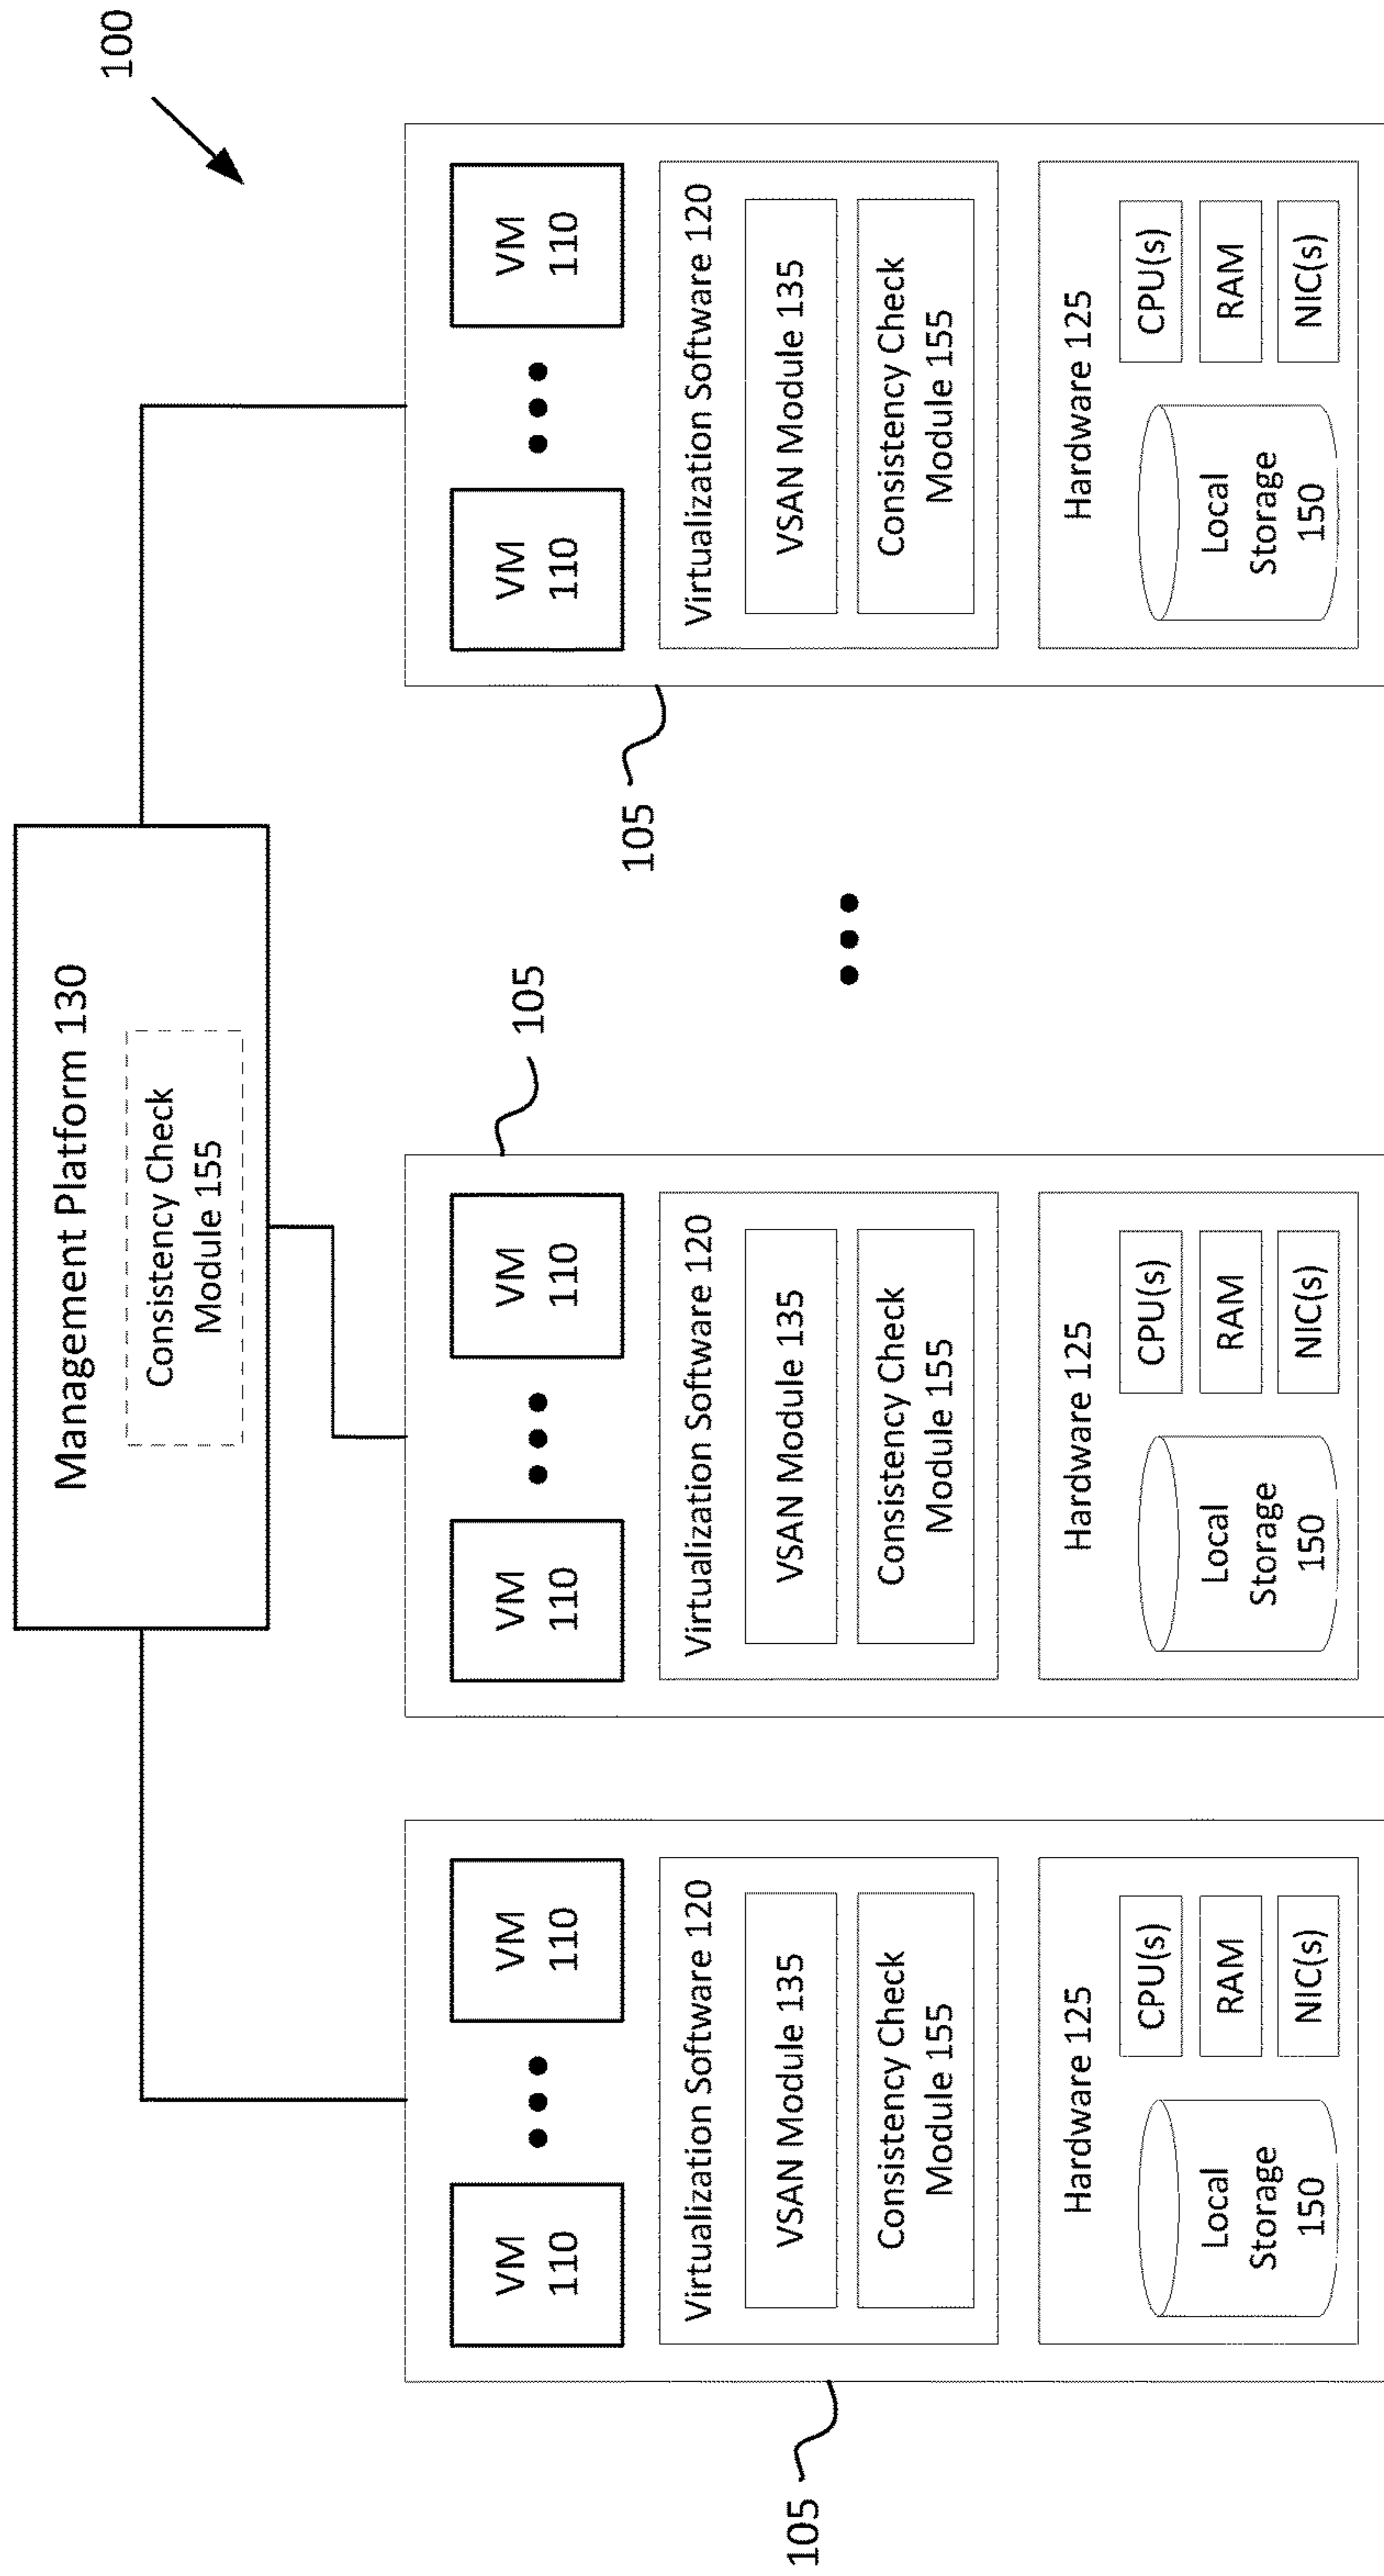 100
Management Platform 130
Consistency Check
Module 155
105
VM
110
VM
110
Virtualization Software 120
VSAN Module 135
Consistency Check
Module 155
Hardware 125
Local
Storage
150
CPU(s)
RAM
NIC(s)
105
VM
110
VM
110
Virtualization Software 120
VSAN Module 135
Consistency Check
Module 155
Hardware 125
Local
Storage
150
CPU(s)
RAM
NIC(s)
105
VM
110
VM
110
Virtualization Software 120
VSAN Module 135
Consistency Check
Module 155
Hardware 125
Local
Storage
150
CPU(s)
RAM
NIC(s)